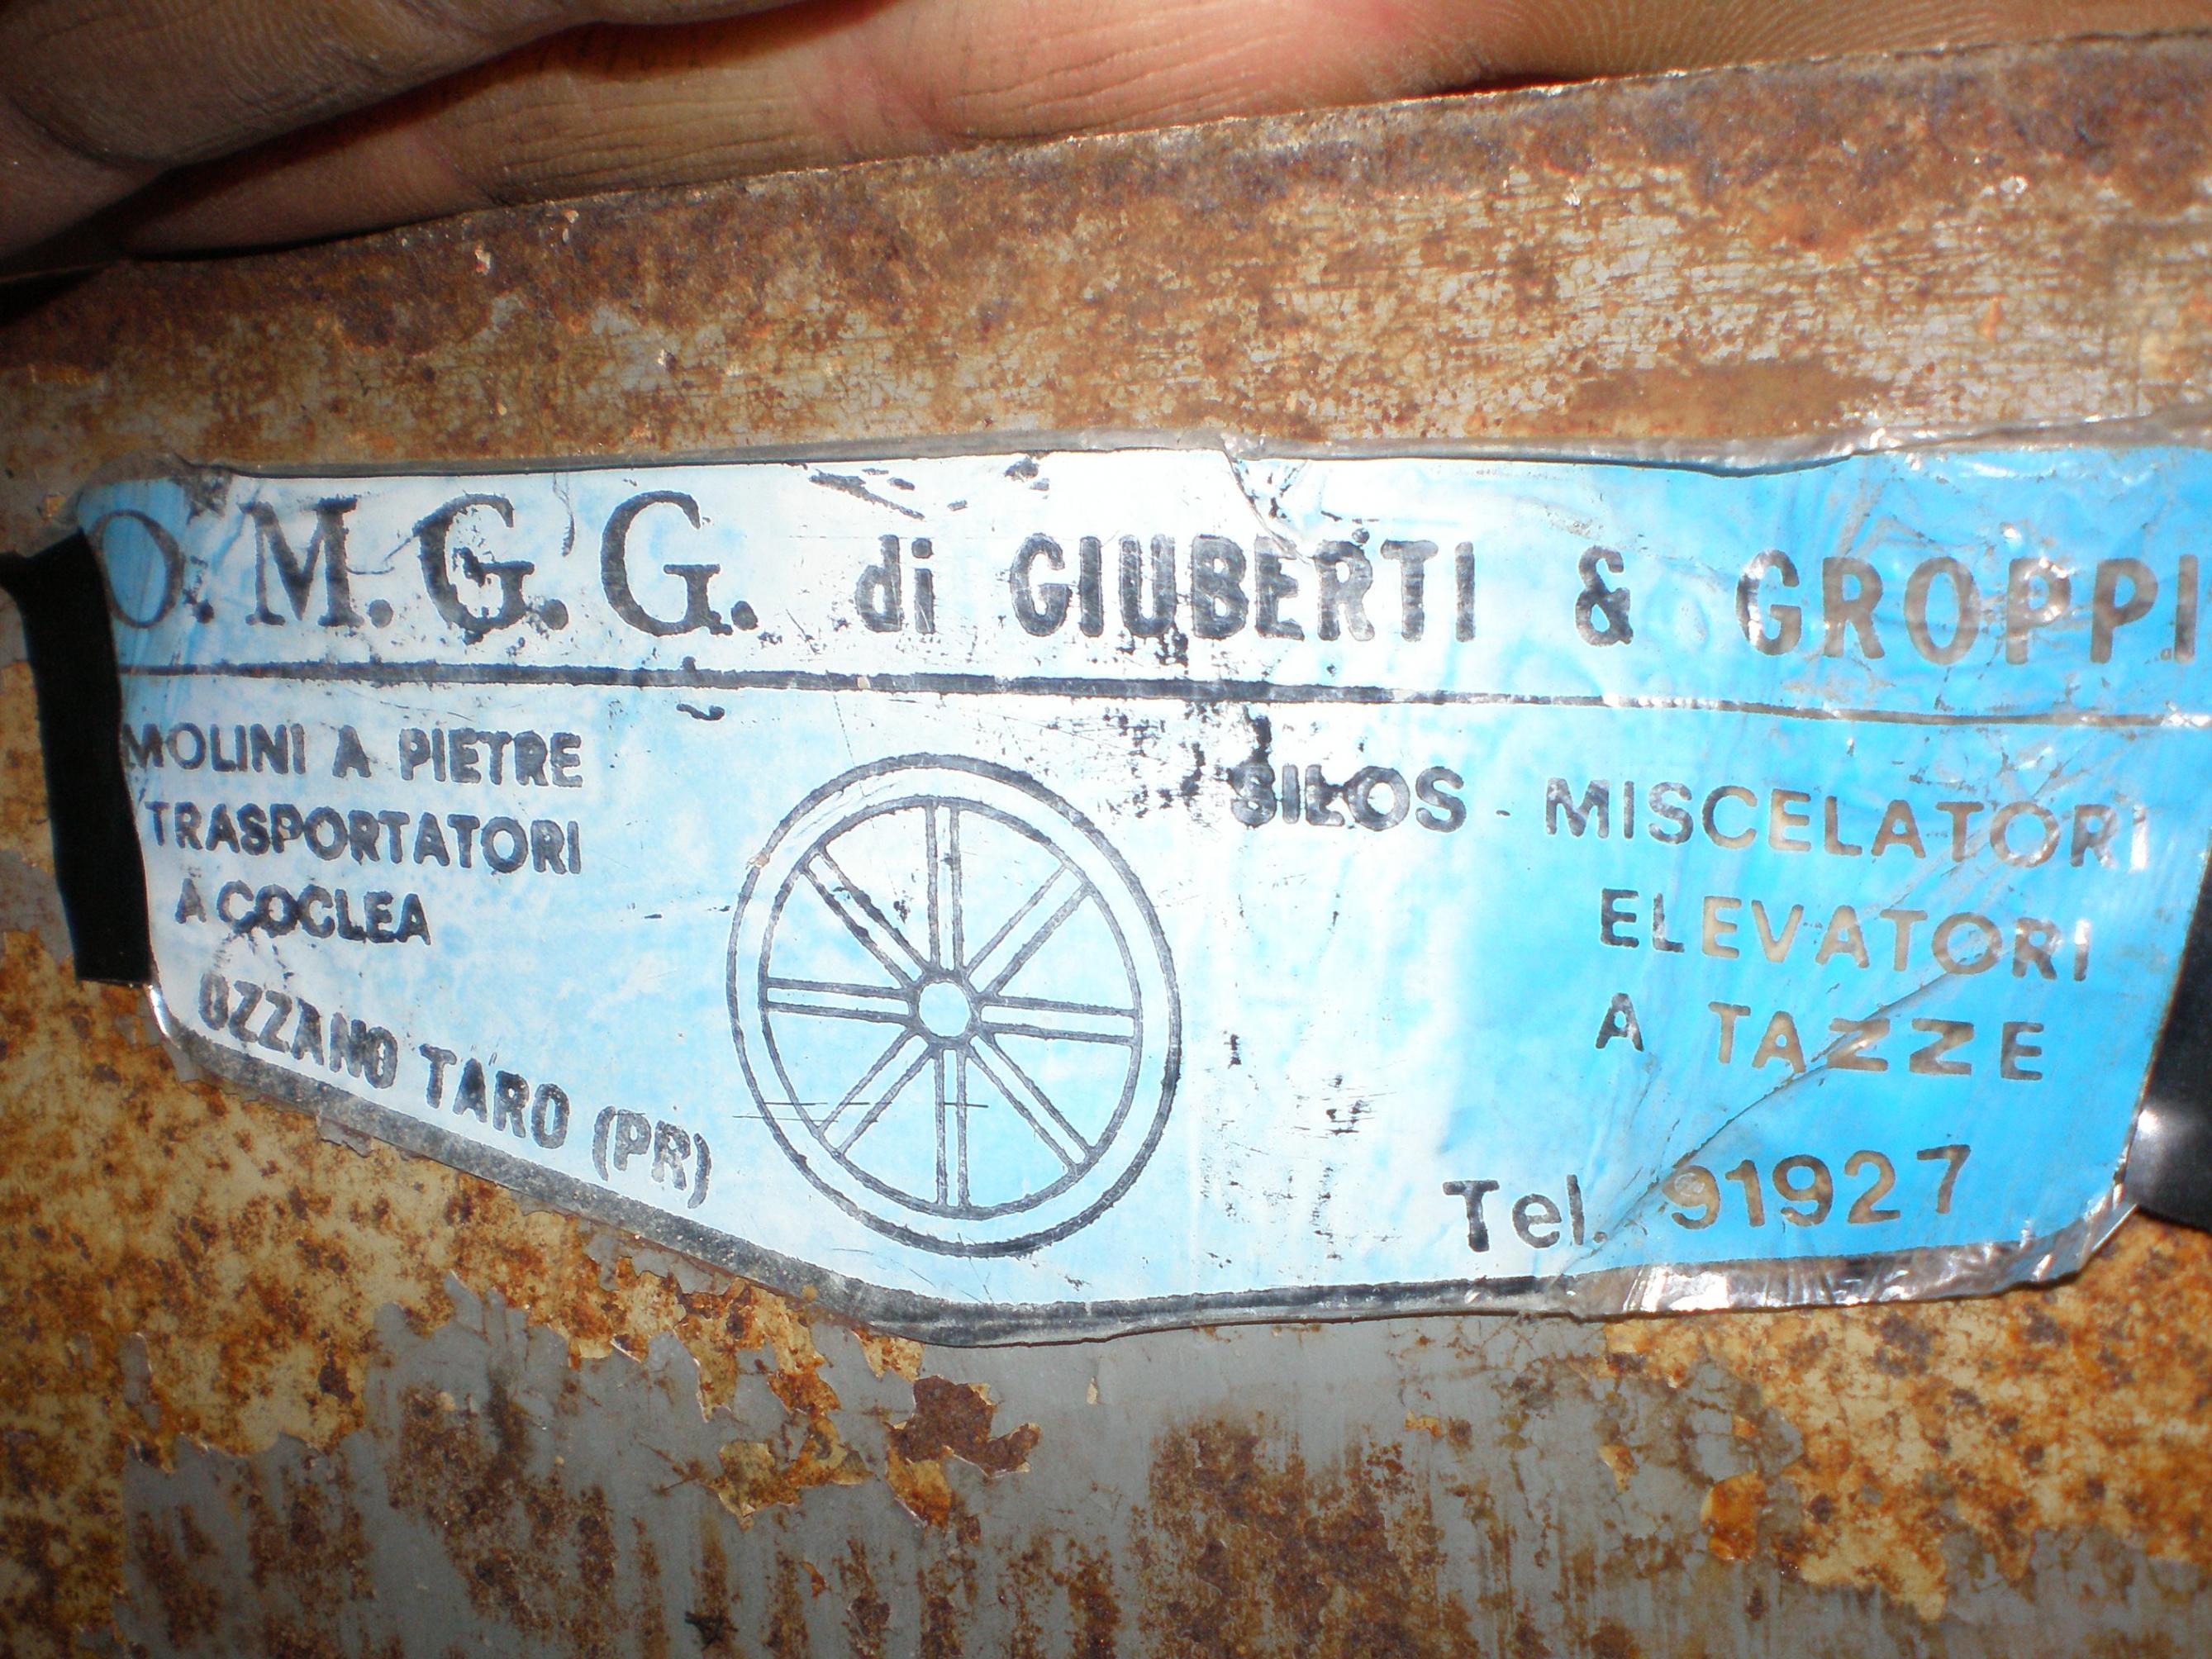 O.M.G.G. di GIUBERTI & GROPPI
MOLINI A PIETRE
TRASPORTATORI
A COCLEA
OZZANO TARO (PR)
SILOS - MISCELATORI
ELEVATORI
A TAZZE
Tel. 91927